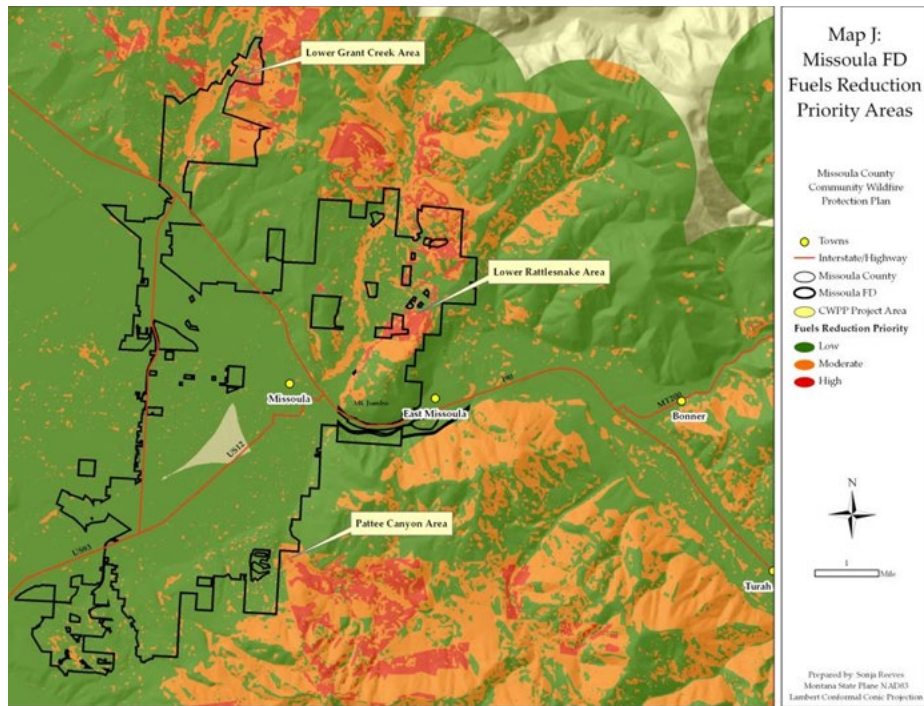 Lower Grant Creek Area
Lower Rattlesnake Area
Mt. Jumbo
Missoula
East Missoula
I 90
MT200
Bonner
US12
Pattee Canyon Area
US93
Turah
Map J:
Missoula FD
Fuels Reduction
Priority Areas
Missoula County
Community Wildfire
Protection Plan
Towns
Interstate/Highway
Missoula County
Missoula FD
CWPP Project Area
Fuels Reduction Priority
Low
Moderate
High
N
1
Mile
Prepared by: Sonja Reeves
Montana State Plane NAD83
Lambert Conformal Conic Projection